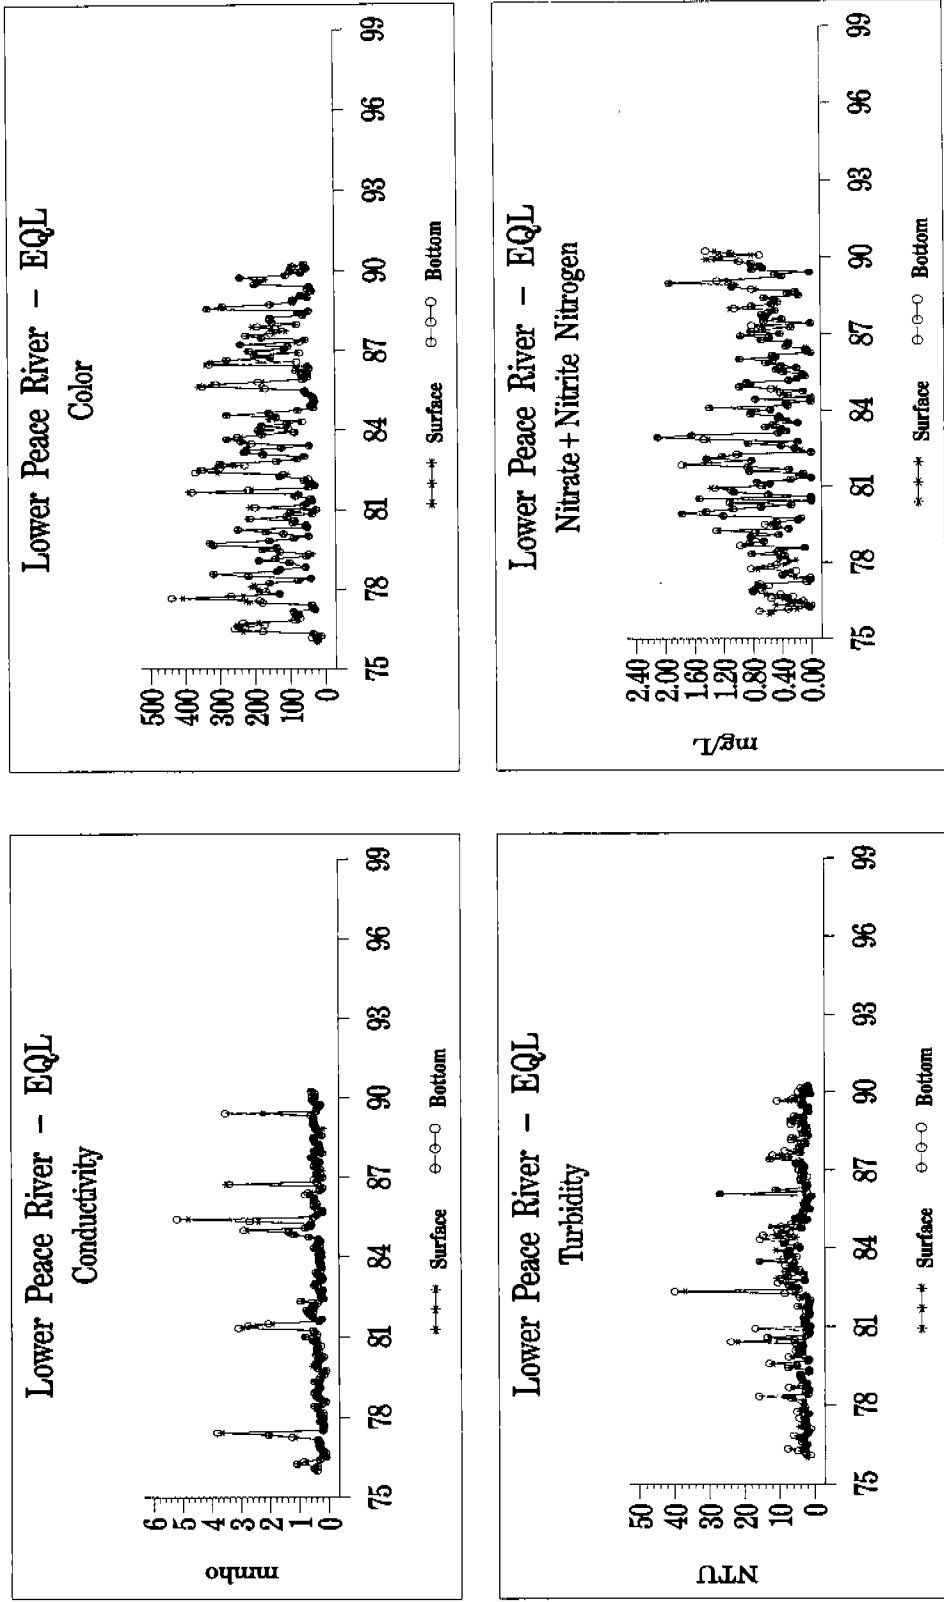 Lower Peace River - EQL
Conductivity
mmho
6
5
4
3
2
1
0
75 78 81 84 87 90 93 96 99
Surface Bottom
Lower Peace River - EQL
Color
500
400
300
200
100
0
75 78 81 84 87 90 93 96 99
Surface Bottom
Lower Peace River - EQL
Turbidity
NTU
50
40
30
20
10
0
75 78 81 84 87 90 93 96 99
Surface Bottom
Lower Peace River - EQL
Nitrate+Nitrite Nitrogen
mg/L
2.40
2.00
1.60
1.20
0.80
0.40
0.00
75 78 81 84 87 90 93 96 99
Surface Bottom